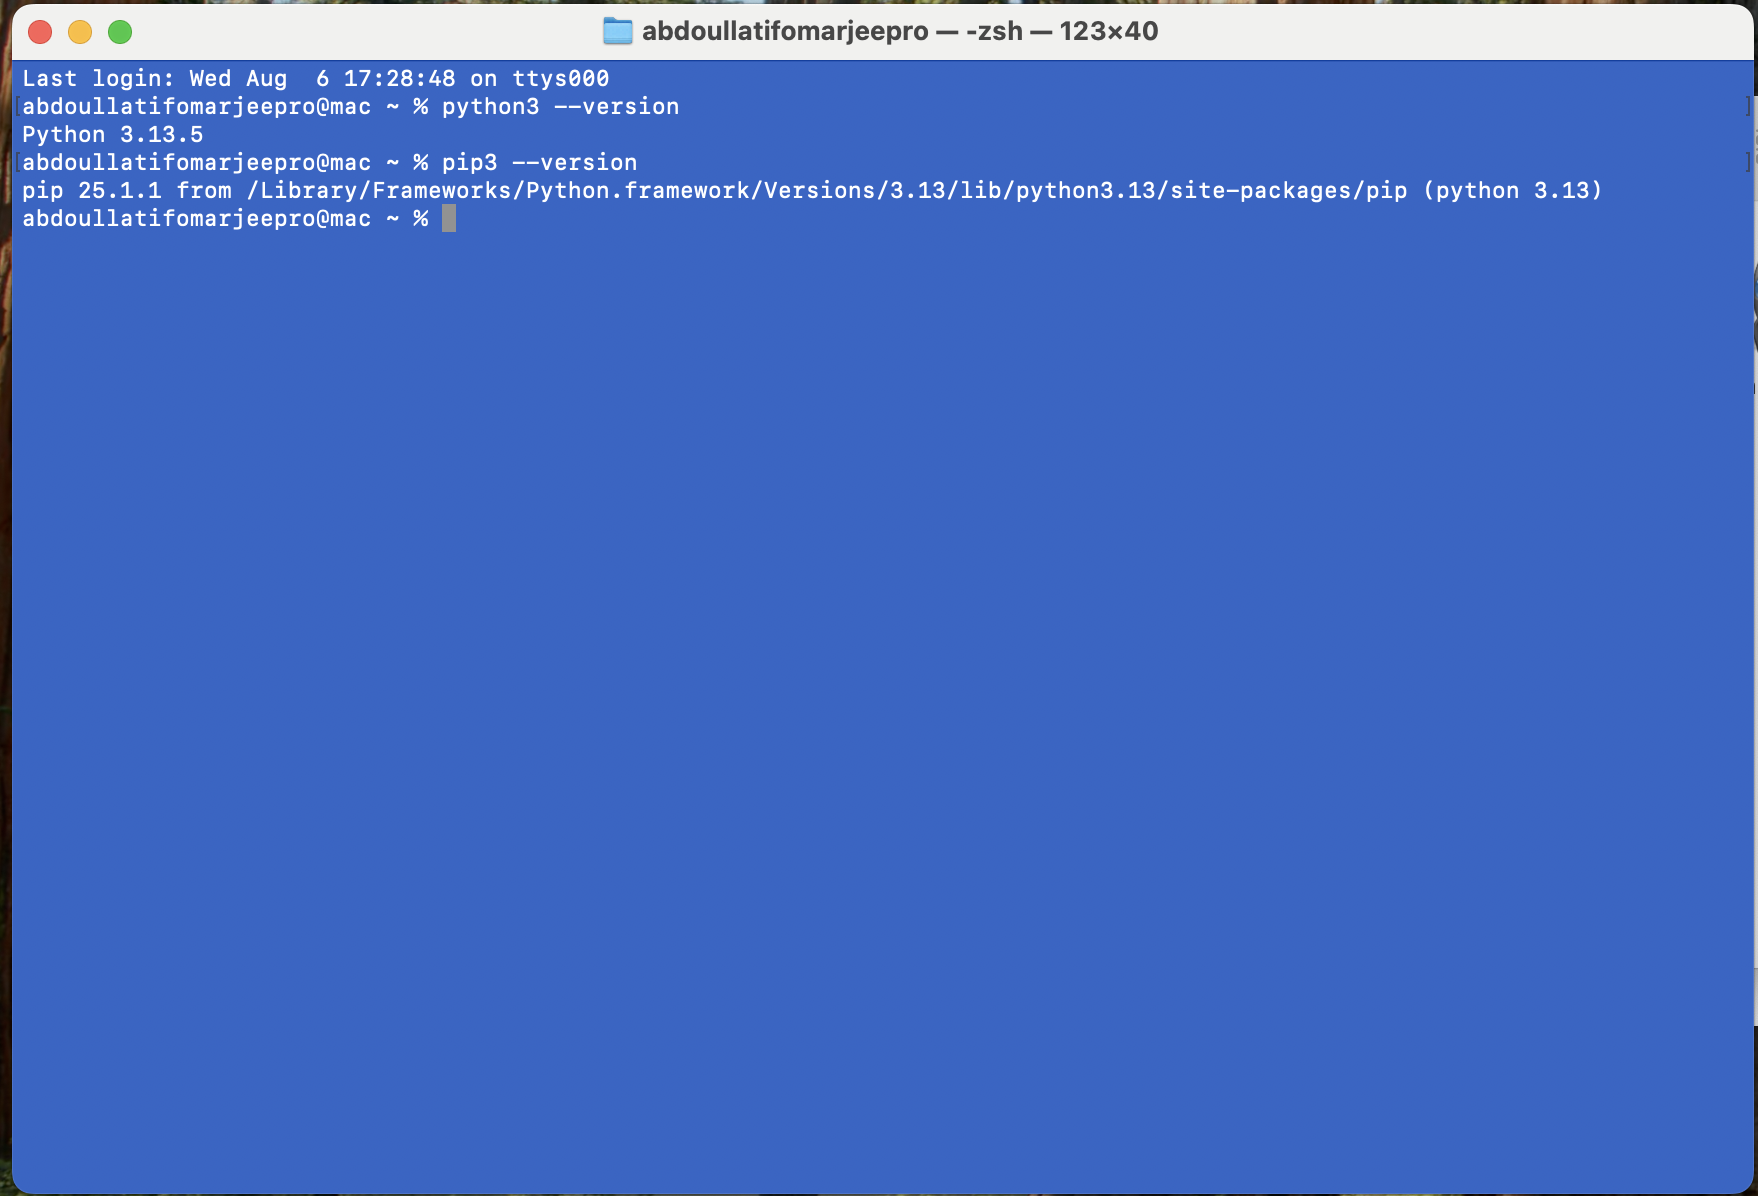 abdoullatifomarjeepro — -zsh — 123×40
Last login: Wed Aug  6 17:28:48 on ttys000
[abdoullatifomarjeepro@mac ~ % python3 --version ]
Python 3.13.5
[abdoullatifomarjeepro@mac ~ % pip3 --version ]
pip 25.1.1 from /Library/Frameworks/Python.framework/Versions/3.13/lib/python3.13/site-packages/pip (python 3.13)
abdoullatifomarjeepro@mac ~ %